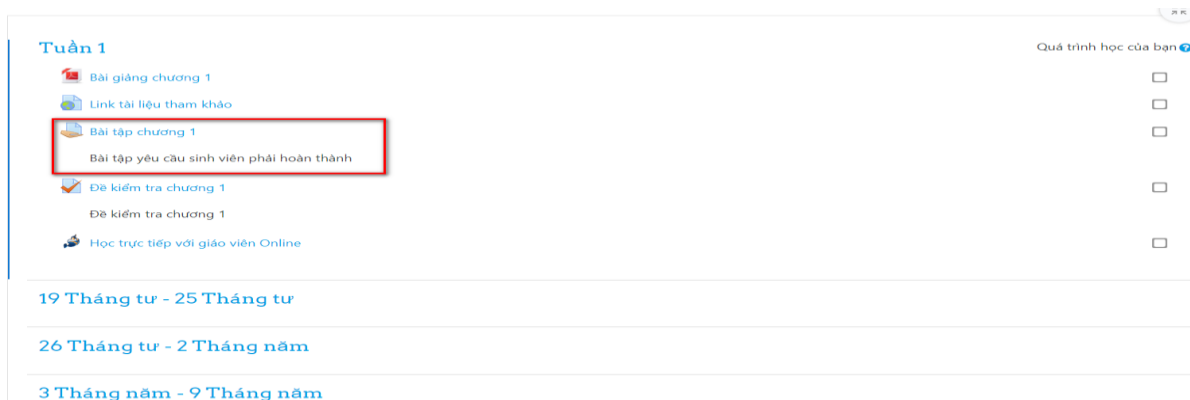 Tuần 1
Quá trình học của bạn
Bài giảng chương 1
Link tài liệu tham khảo
Bài tập chương 1
Bài tập yêu cầu sinh viên phải hoàn thành
Đề kiểm tra chương 1
Đề kiểm tra chương 1
Học trực tiếp với giáo viên Online
19 Tháng tư - 25 Tháng tư
26 Tháng tư - 2 Tháng năm
3 Tháng năm - 9 Tháng năm